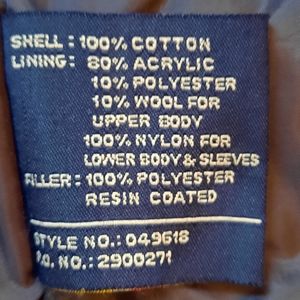 SHELL : 100% COTTON
LINING : 80% ACRYLIC
10% POLYESTER
10% WOOL FOR
UPPER BODY
100% NYLON FOR
LOWER BODY & SLEEVES
FILLER : 100% POLYESTER
RESIN COATED
STYLE NO. : 049618
P.O. NO. : 2900271